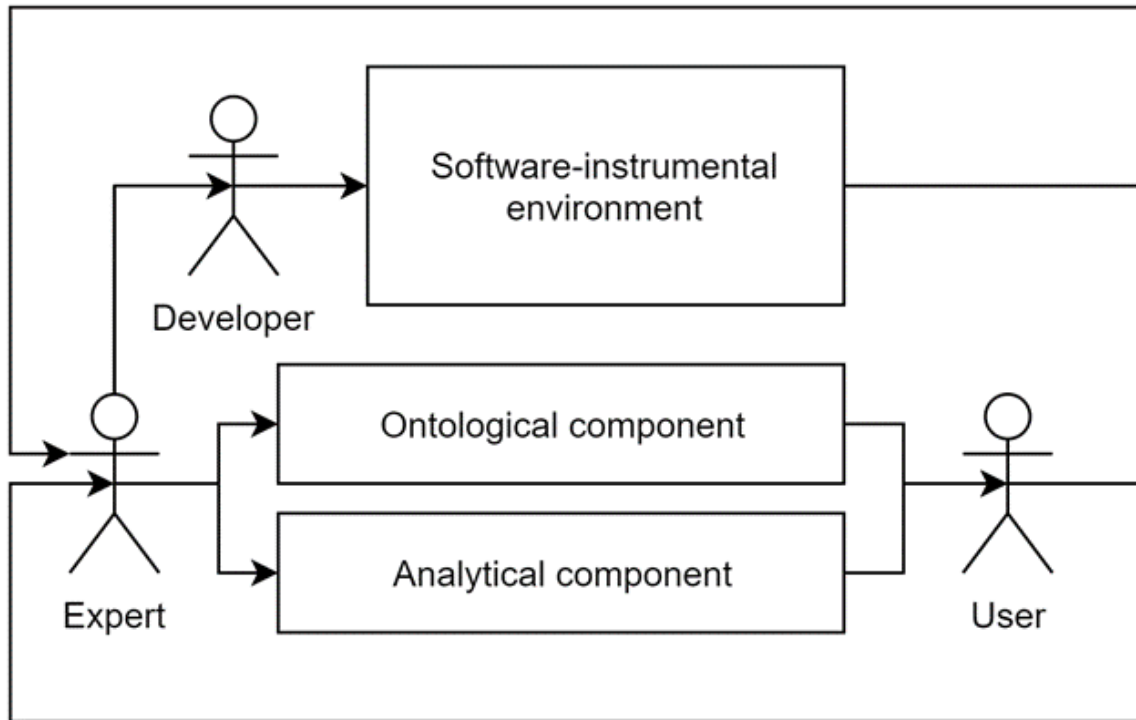 Software-instrumental
environment
Developer
Ontological component
Analytical component
Expert
User